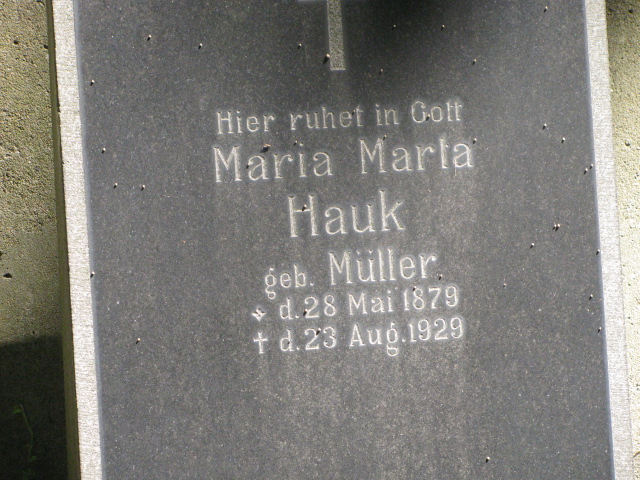 Hier ruhet in Gott
Maria Marta
Hauk
geb. Müller
d. 28 Mai 1879
† d. 23 Aug. 1929